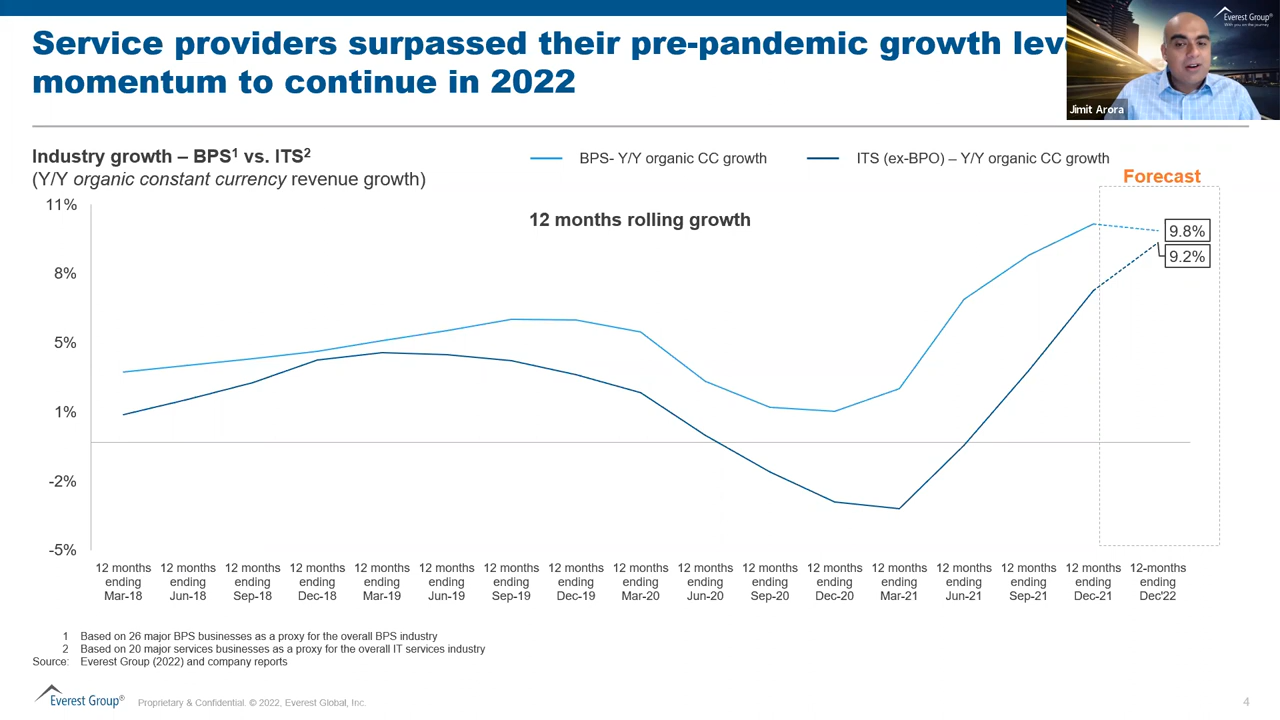 Service providers surpassed their pre-pandemic growth
momentum to continue in 2022
Everest Group®
With you on the journey
Jimit Arora
Industry growth – BPS¹ vs. ITS²
(Y/Y organic constant currency revenue growth)
BPS- Y/Y organic CC growth
ITS (ex-BPO) – Y/Y organic CC growth
Forecast
12 months rolling growth
11%
8%
5%
1%
-2%
-5%
9.8%
9.2%
12 months 12 months 12 months 12 months 12 months 12 months 12 months 12 months 12 months 12 months 12 months 12 months 12 months 12 months 12 months 12 months 12-months
ending ending ending ending ending ending ending ending ending ending ending ending ending ending ending ending ending
Mar-18 Jun-18 Sep-18 Dec-18 Mar-19 Jun-19 Sep-19 Dec-19 Mar-20 Jun-20 Sep-20 Dec-20 Mar-21 Jun-21 Sep-21 Dec-21 Dec'22
1 Based on 26 major BPS businesses as a proxy for the overall BPS industry
2 Based on 20 major services businesses as a proxy for the overall IT services industry
Source: Everest Group (2022) and company reports
Everest Group® Proprietary & Confidential. © 2022, Everest Global, Inc.
4